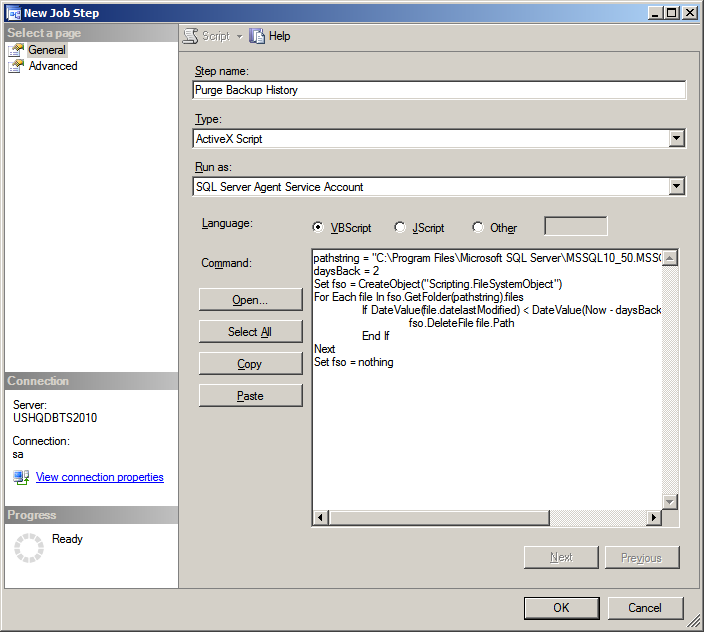 New Job Step
Select a page
General
Advanced
Script
Help
Step name:
Purge Backup History
Type:
ActiveX Script
Run as:
SQL Server Agent Service Account
Language:
VBScript
JScript
Other
Command:
pathstring = "C:\Program Files\Microsoft SQL Server\MSSQL10_50.MSSQ
daysBack = 2
Set fso = CreateObject("Scripting.FileSystemObject")
For Each file In fso.GetFolder(pathstring).files
If DateValue(file.datelastModified) < DateValue(Now - daysBack
fso.DeleteFile file.Path
End If
Next
Set fso = nothing
Open...
Select All
Copy
Paste
Connection
Server:
USHQDBTS2010
Connection:
sa
View connection properties
Progress
Ready
Next
Previous
OK
Cancel